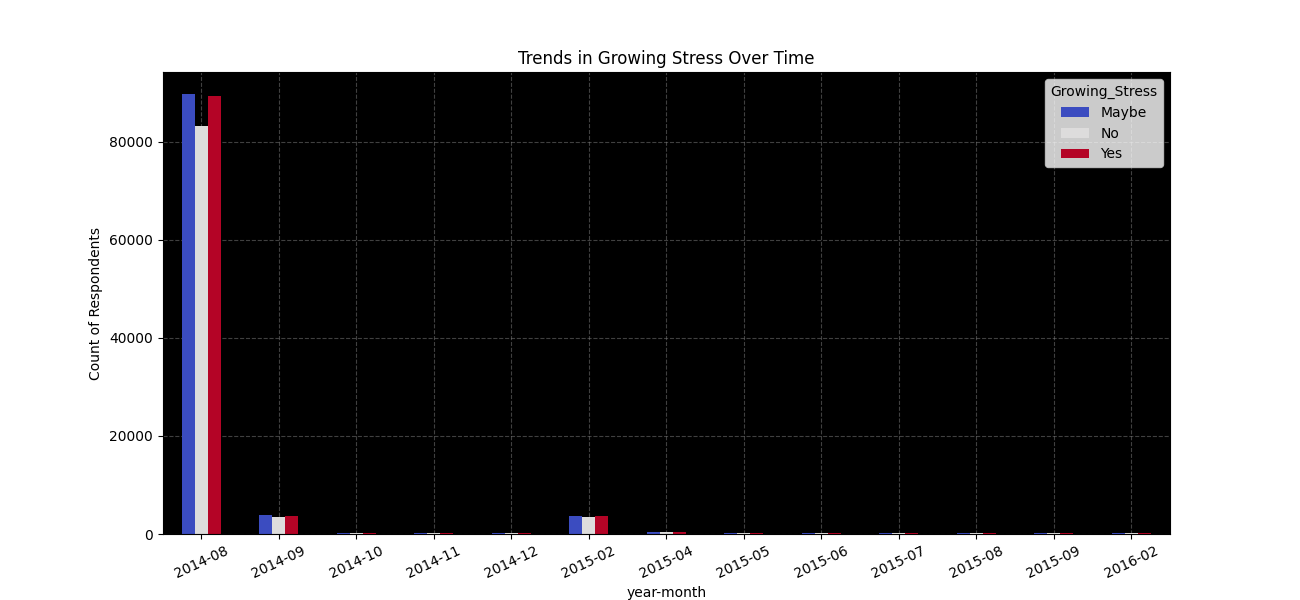 Trends in Growing Stress Over Time
Growing_Stress
Maybe
No
Yes
Count of Respondents
80000
60000
40000
20000
0
2014-08
2014-09
2014-10
2014-11
2014-12
2015-02
2015-04
2015-05
2015-06
2015-07
2015-08
2015-09
2016-02
year-month